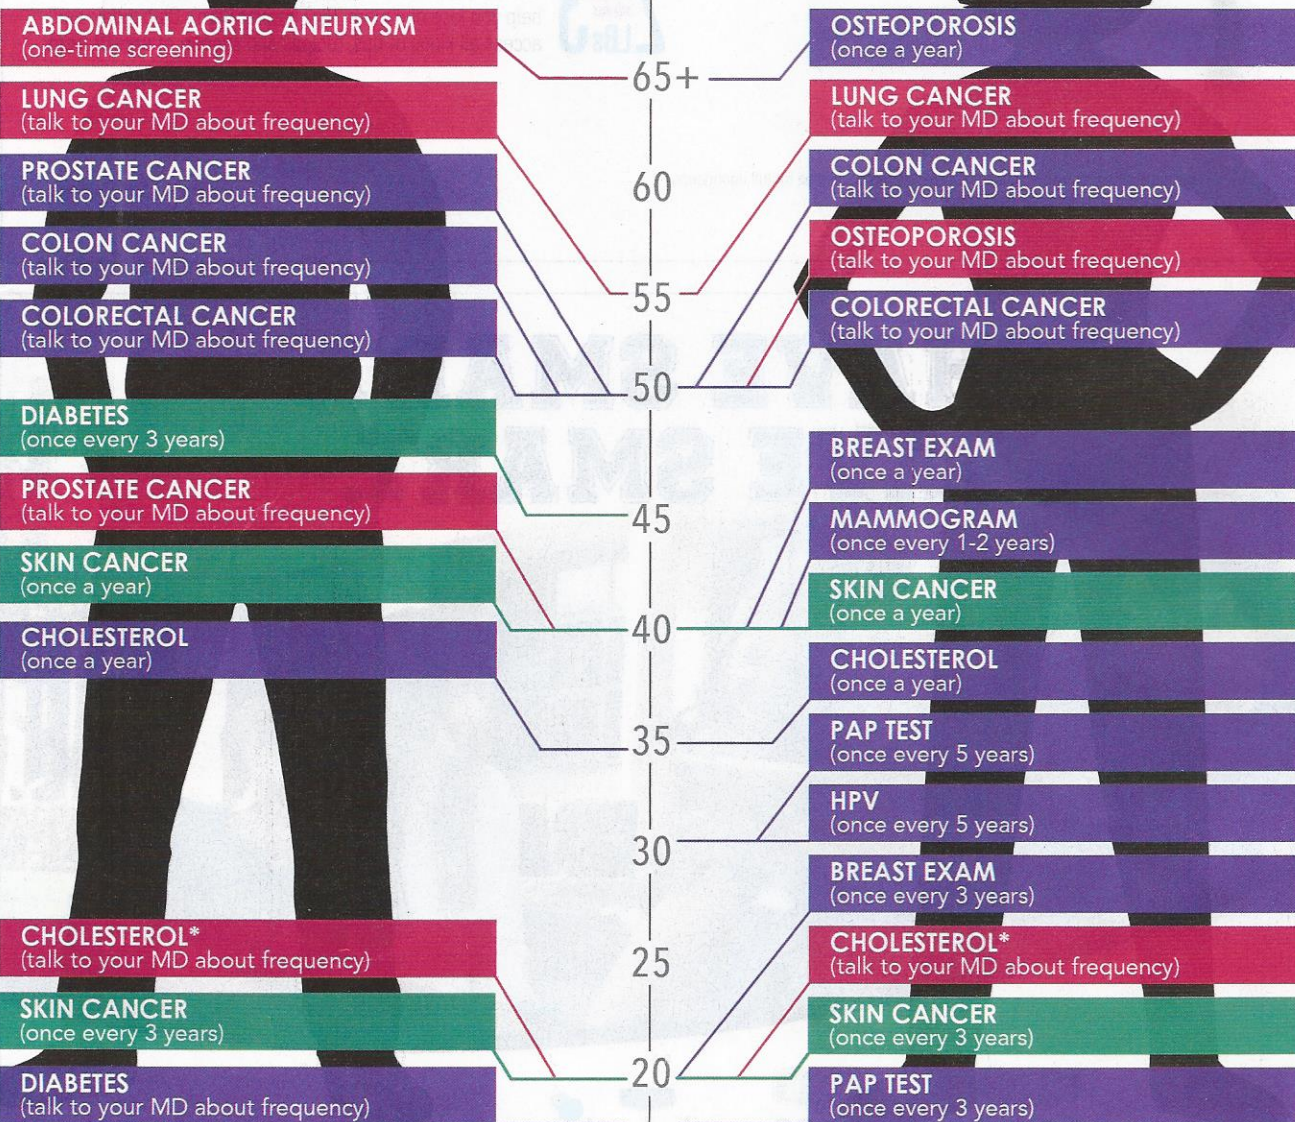 ABDOMINAL AORTIC ANEURYSM
(one-time screening)
LUNG CANCER
(talk to your MD about frequency)
PROSTATE CANCER
(talk to your MD about frequency)
COLON CANCER
(talk to your MD about frequency)
COLORECTAL CANCER
(talk to your MD about frequency)
DIABETES
(once every 3 years)
PROSTATE CANCER
(talk to your MD about frequency)
SKIN CANCER
(once a year)
CHOLESTEROL
(once a year)
CHOLESTEROL*
(talk to your MD about frequency)
SKIN CANCER
(once every 3 years)
DIABETES
(talk to your MD about frequency)
65+
60
55
50
45
40
35
30
25
20
OSTEOPOROSIS
(once a year)
LUNG CANCER
(talk to your MD about frequency)
COLON CANCER
(talk to your MD about frequency)
OSTEOPOROSIS
(talk to your MD about frequency)
COLORECTAL CANCER
(talk to your MD about frequency)
BREAST EXAM
(once a year)
MAMMOGRAM
(once every 1-2 years)
SKIN CANCER
(once a year)
CHOLESTEROL
(once a year)
PAP TEST
(once every 5 years)
HPV
(once every 5 years)
BREAST EXAM
(once every 3 years)
CHOLESTEROL*
(talk to your MD about frequency)
SKIN CANCER
(once every 3 years)
PAP TEST
(once every 3 years)